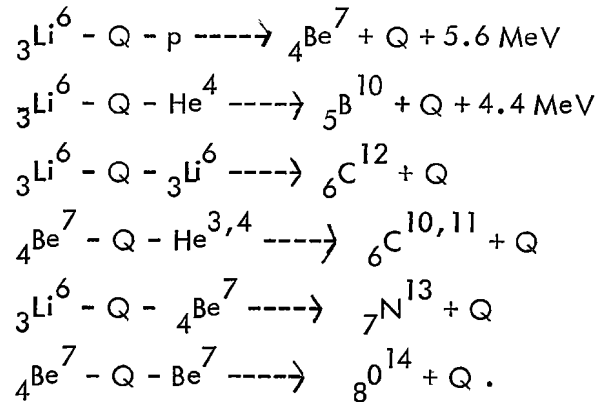 ₃Li⁶ - Q - p ----→ ₄Be⁷ + Q + 5.6 MeV
₃Li⁶ - Q - He⁴ ----→ ₅B¹⁰ + Q + 4.4 MeV
₃Li⁶ - Q - ₃Li⁶ ----→ ₆C¹² + Q
₄Be⁷ - Q - He³,⁴ ----→ ₆C¹⁰,¹¹ + Q
₃Li⁶ - Q - ₄Be⁷ ----→ ₇N¹³ + Q
₄Be⁷ - Q - Be⁷ ----→ ₈0¹⁴ + Q .